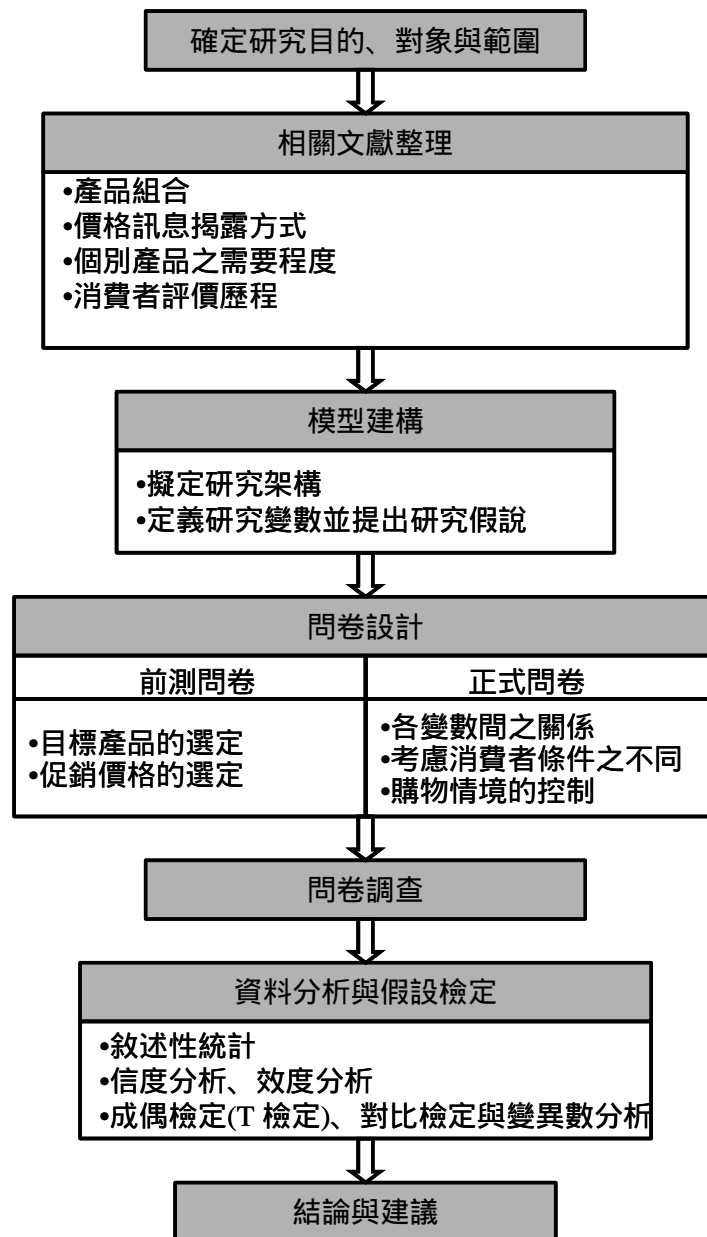 確定研究目的、對象與範圍
相關文獻整理
•產品組合
•價格訊息揭露方式
•個別產品之需要程度
•消費者評價歷程
模型建構
•擬定研究架構
•定義研究變數並提出研究假說
問卷設計
前測問卷
•目標產品的選定
•促銷價格的選定
正式問卷
•各變數間之關係
•考慮消費者條件之不同
•購物情境的控制
問卷調查
資料分析與假設檢定
•敘述性統計
•信度分析、效度分析
•成偶檢定(T 檢定)、對比檢定與變異數分析
結論與建議